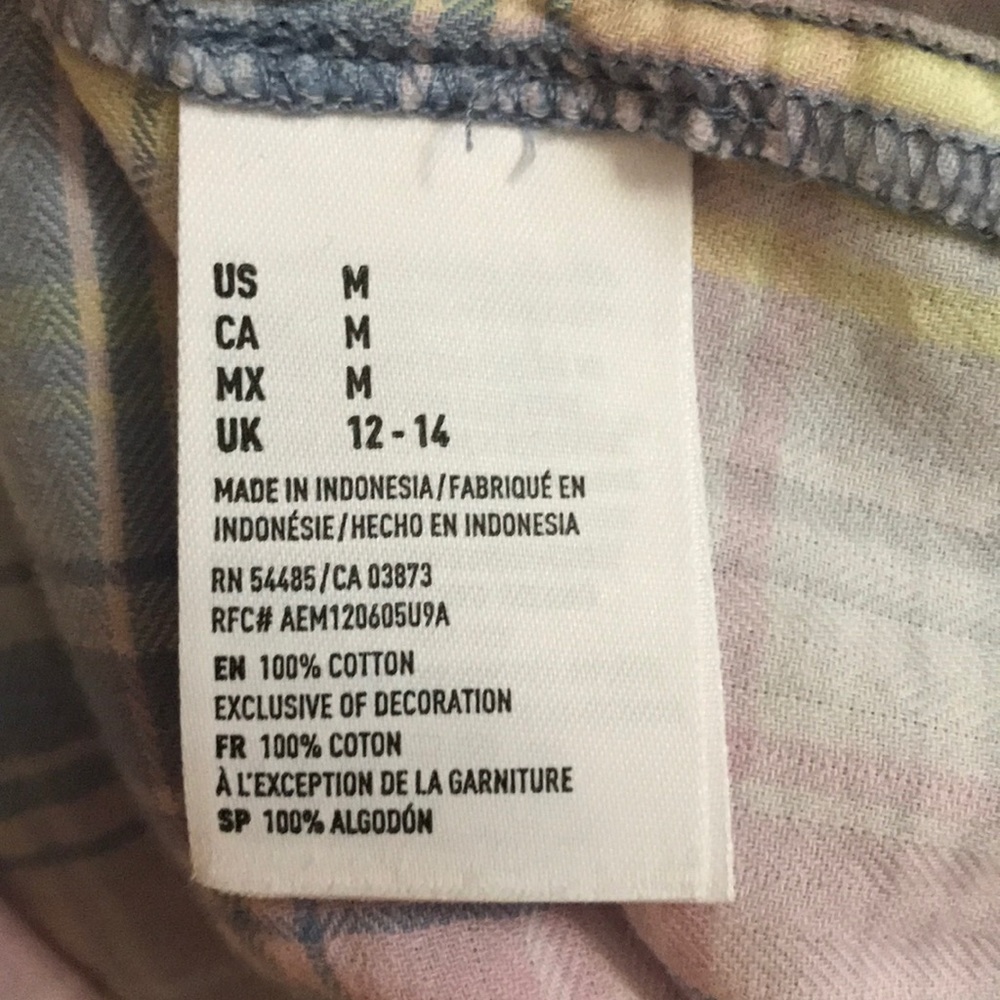 US M
CA M
MX M
UK 12 - 14
MADE IN INDONESIA/FABRIQUÉ EN
INDONÉSIE/HECHO EN INDONESIA
RN 54485/CA 03873
RFC# AEM120605U9A
EN 100% COTTON
EXCLUSIVE OF DECORATION
FR 100% COTON
À L'EXCEPTION DE LA GARNITURE
SP 100% ALGODÓN